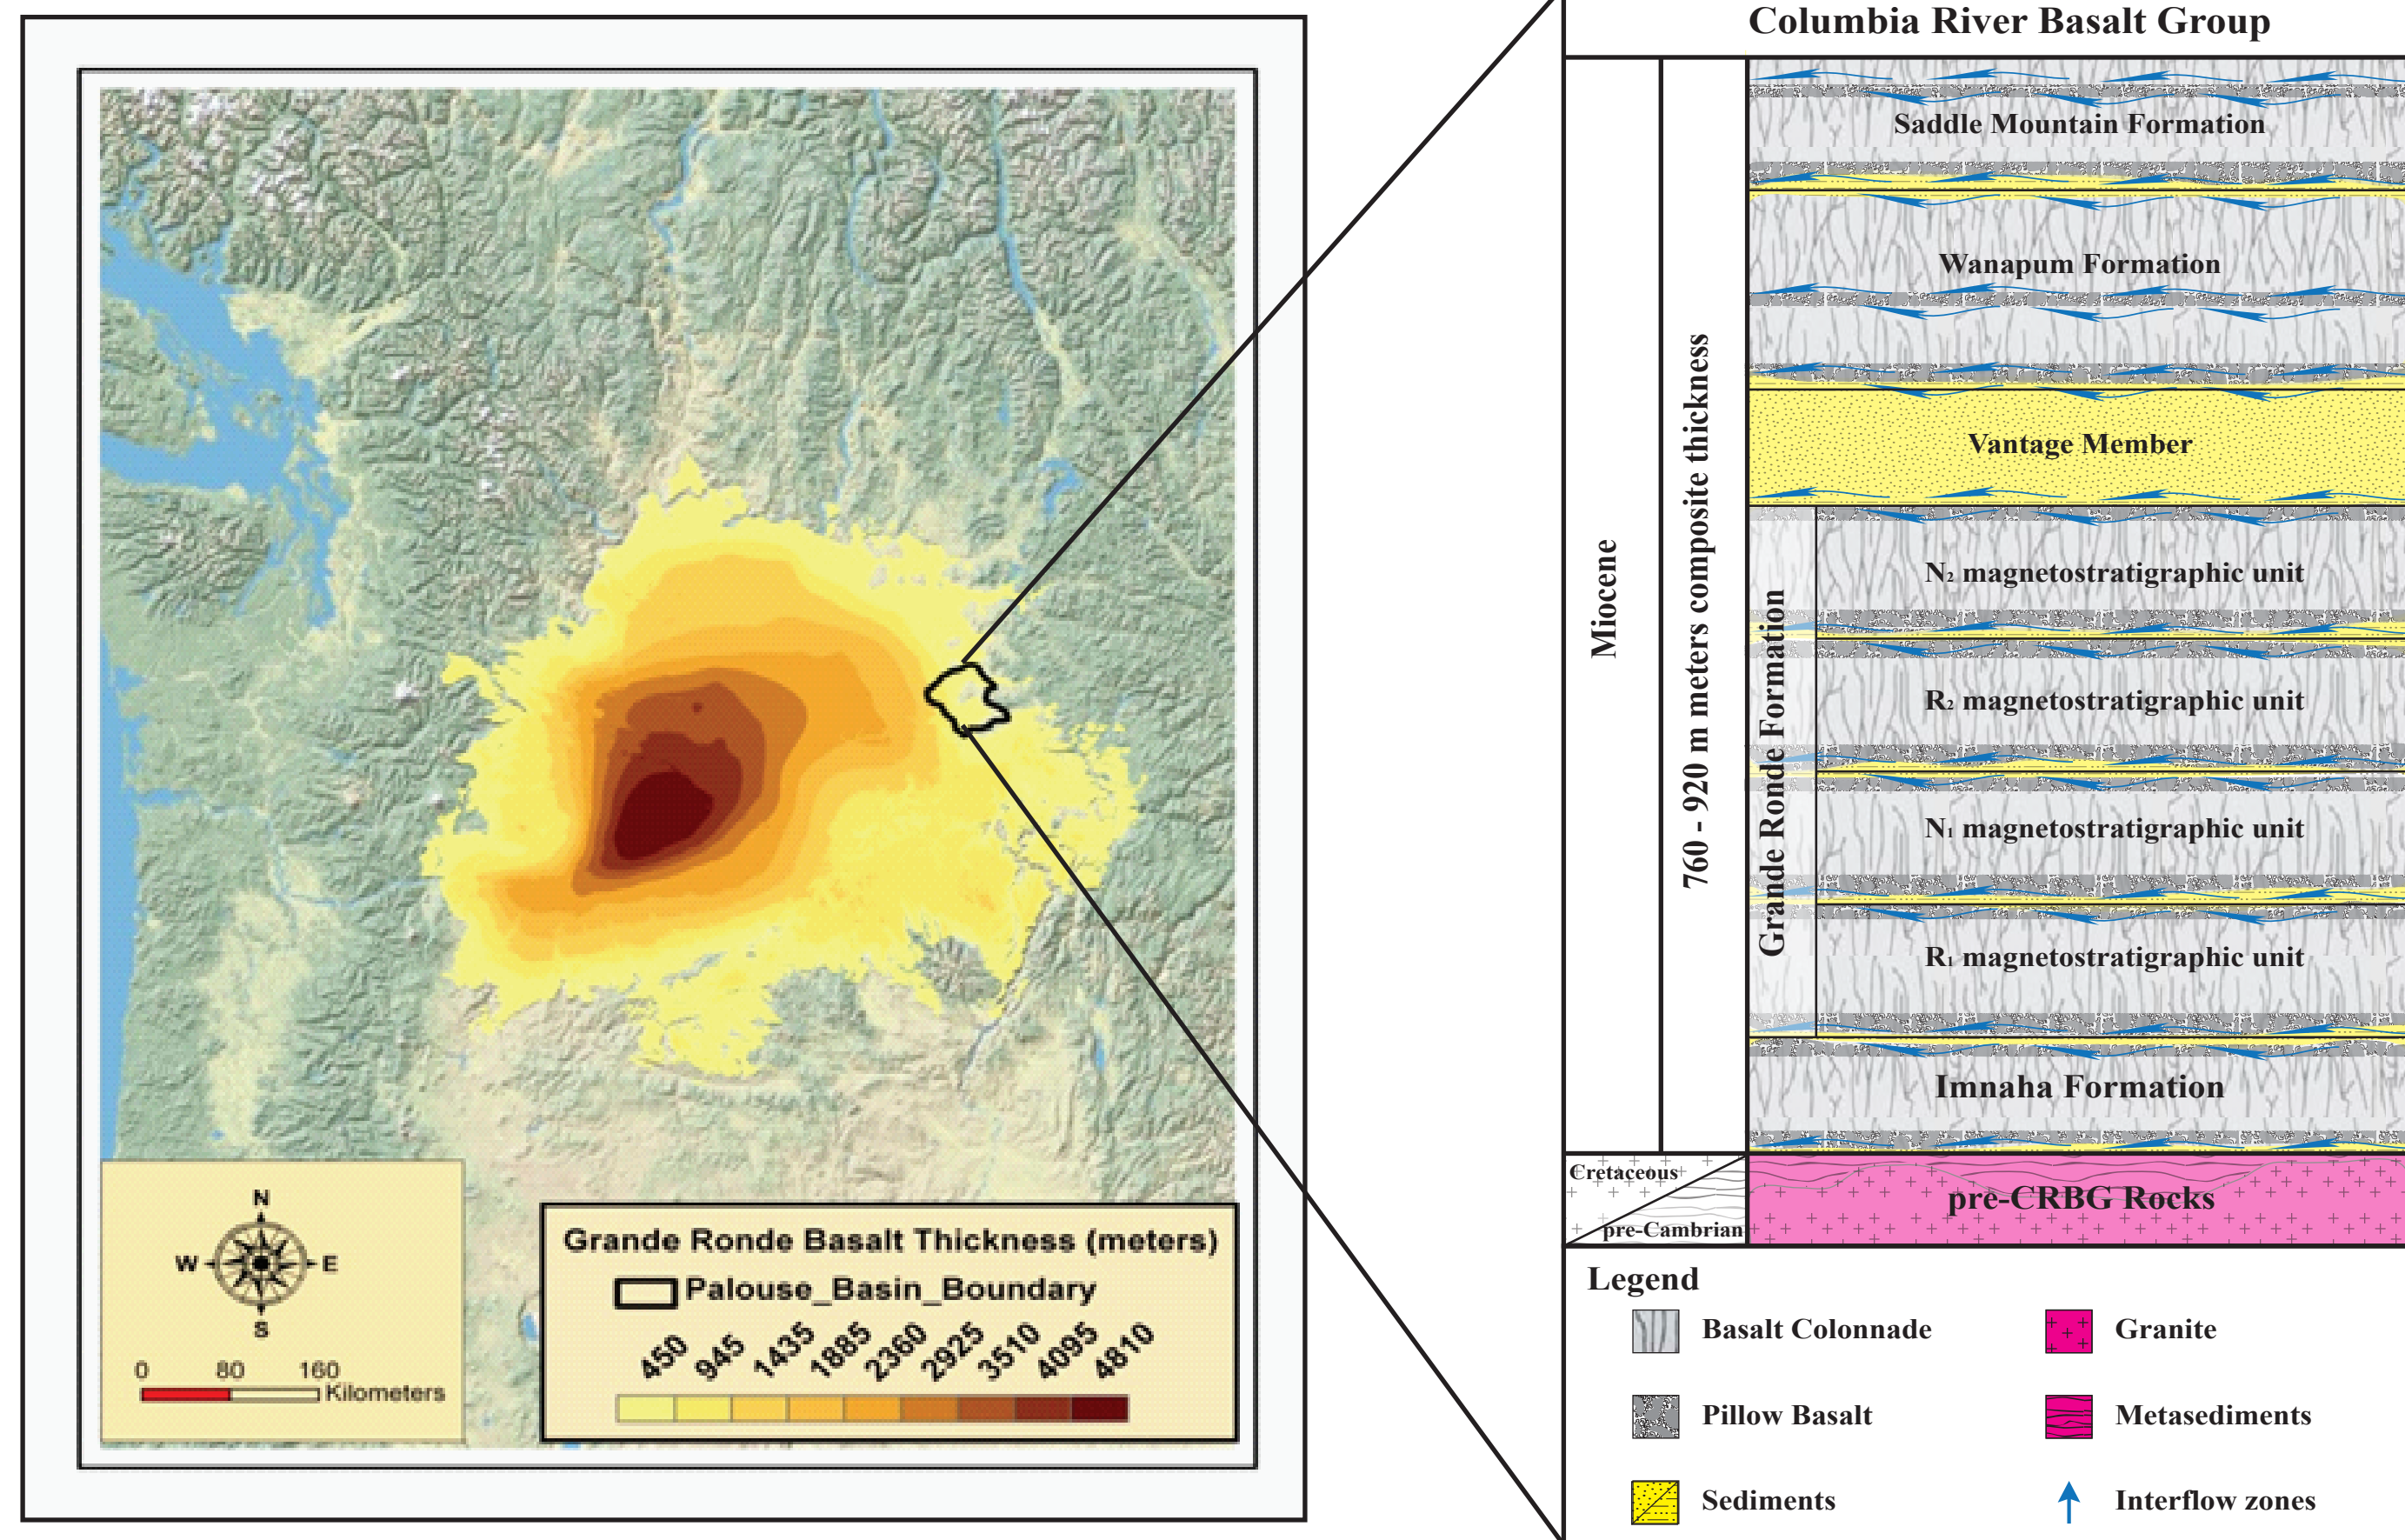 N
W E
S
0 80 160
Kilometers
Grande Ronde Basalt Thickness (meters)
Palouse_Basin_Boundary
450 945 1435 1885 2360 2925 3510 4095 4810
Columbia River Basalt Group
Miocene
760 - 920 m meters composite thickness
Saddle Mountain Formation
Wanapum Formation
Vantage Member
Grande Ronde Formation
N₂ magnetostratigraphic unit
R₂ magnetostratigraphic unit
N₁ magnetostratigraphic unit
R₁ magnetostratigraphic unit
Imnaha Formation
Cretaceous
pre-Cambrian
pre-CRBG Rocks
Legend
Basalt Colonnade
Granite
Pillow Basalt
Metasediments
Sediments
Interflow zones